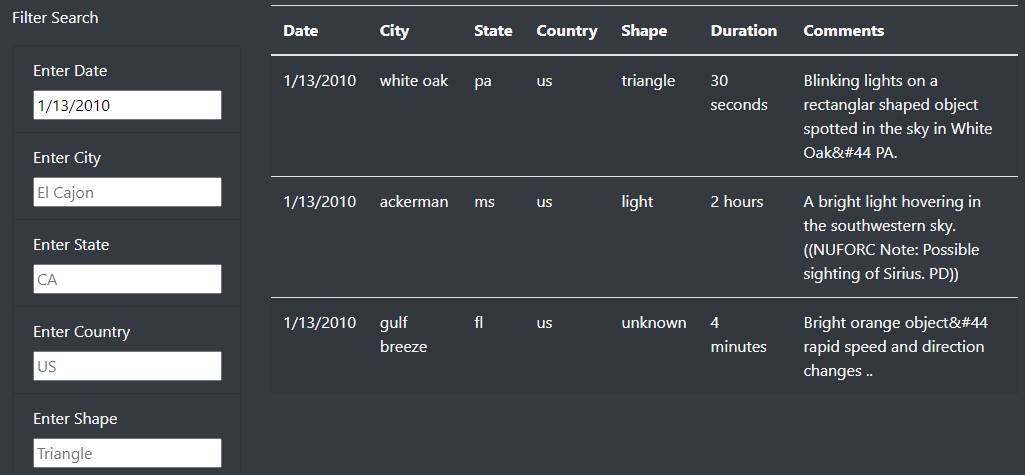 Filter Search
Enter Date
1/13/2010
Enter City
El Cajon
Enter State
CA
Enter Country
US
Enter Shape
Triangle
Date City State Country Shape Duration Comments
1/13/2010 white oak pa us triangle 30 seconds Blinking lights on a
rectanglar shaped object
spotted in the sky in White
Oak&#44 PA.
1/13/2010 ackerman ms us light 2 hours A bright light hovering in
the southwestern sky.
((NUFORC Note: Possible
sighting of Sirius. PD))
1/13/2010 gulf breeze fl us unknown 4 minutes Bright orange object&#44
rapid speed and direction
changes ..